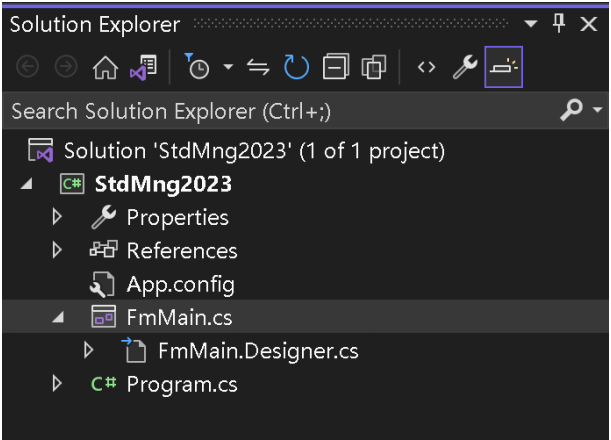 Solution Explorer
Search Solution Explorer (Ctrl+;)
Solution 'StdMng2023' (1 of 1 project)
C# StdMng2023
Properties
References
App.config
FmMain.cs
FmMain.Designer.cs
C# Program.cs